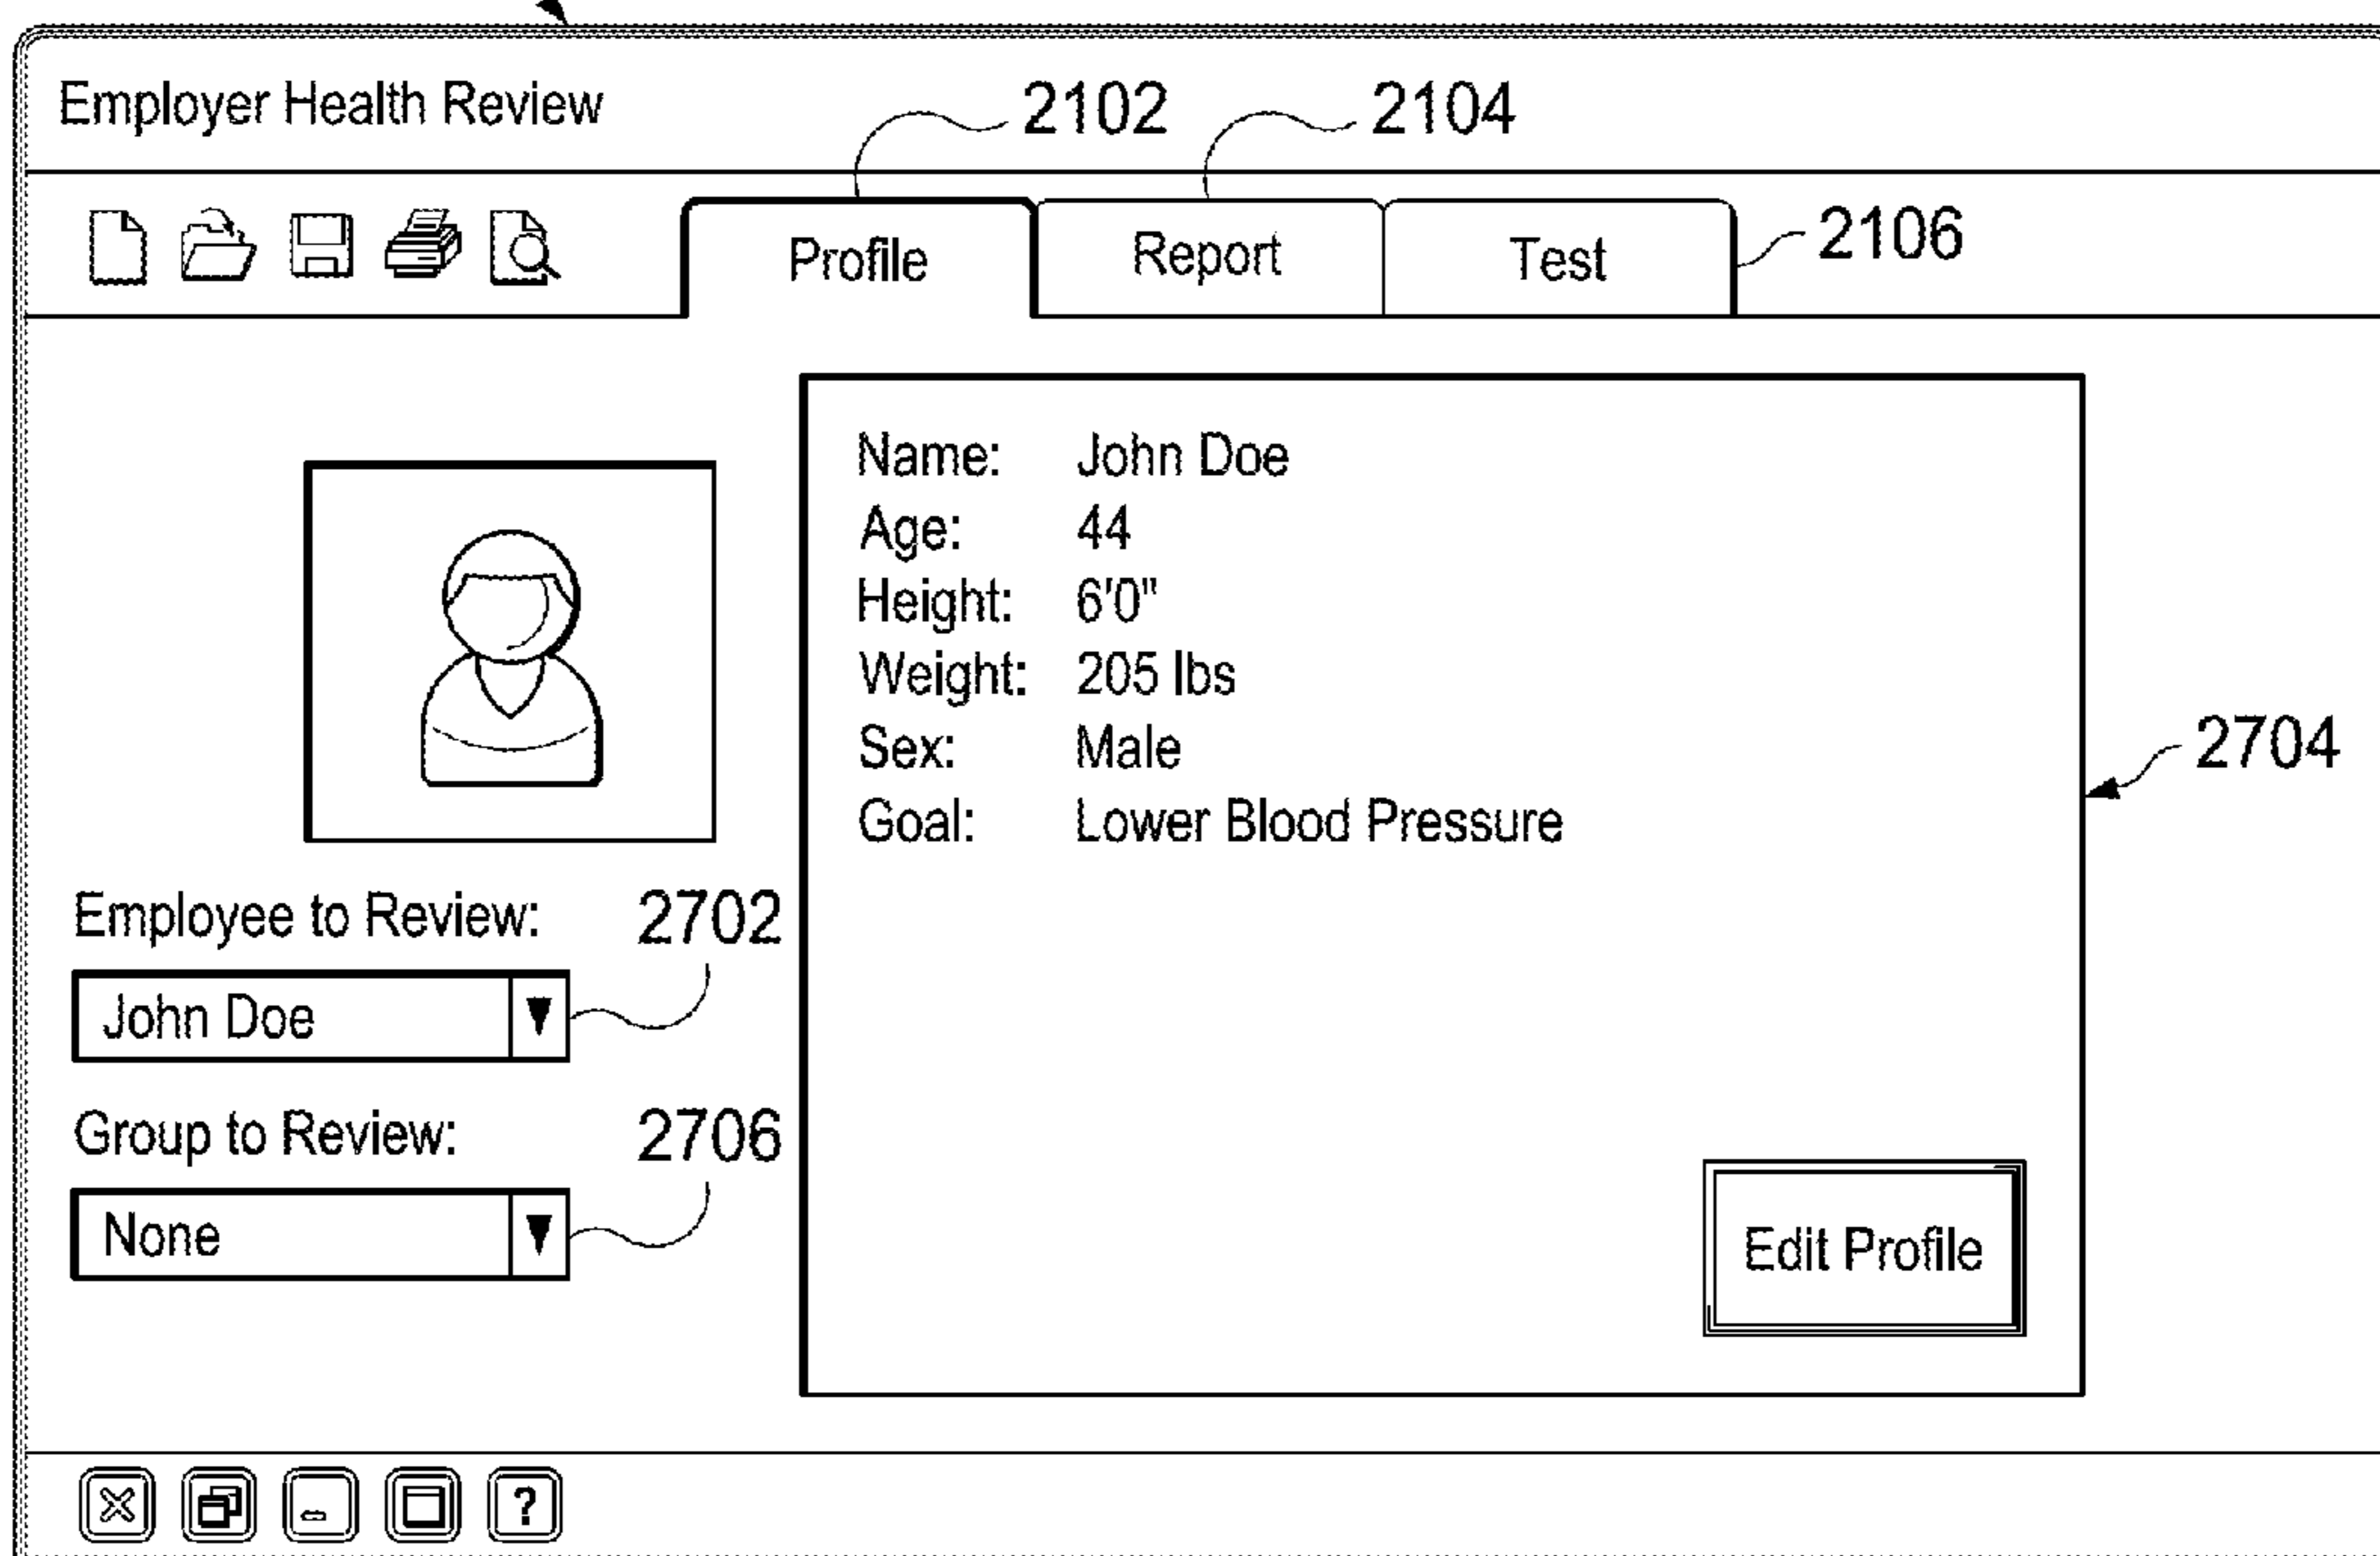 Employer Health Review
2102
2104
Profile
Report
Test
2106
Name: John Doe
Age: 44
Height: 6'0"
Weight: 205 lbs
Sex: Male
Goal: Lower Blood Pressure
2704
Employee to Review:
2702
John Doe
Group to Review:
2706
None
Edit Profile
?